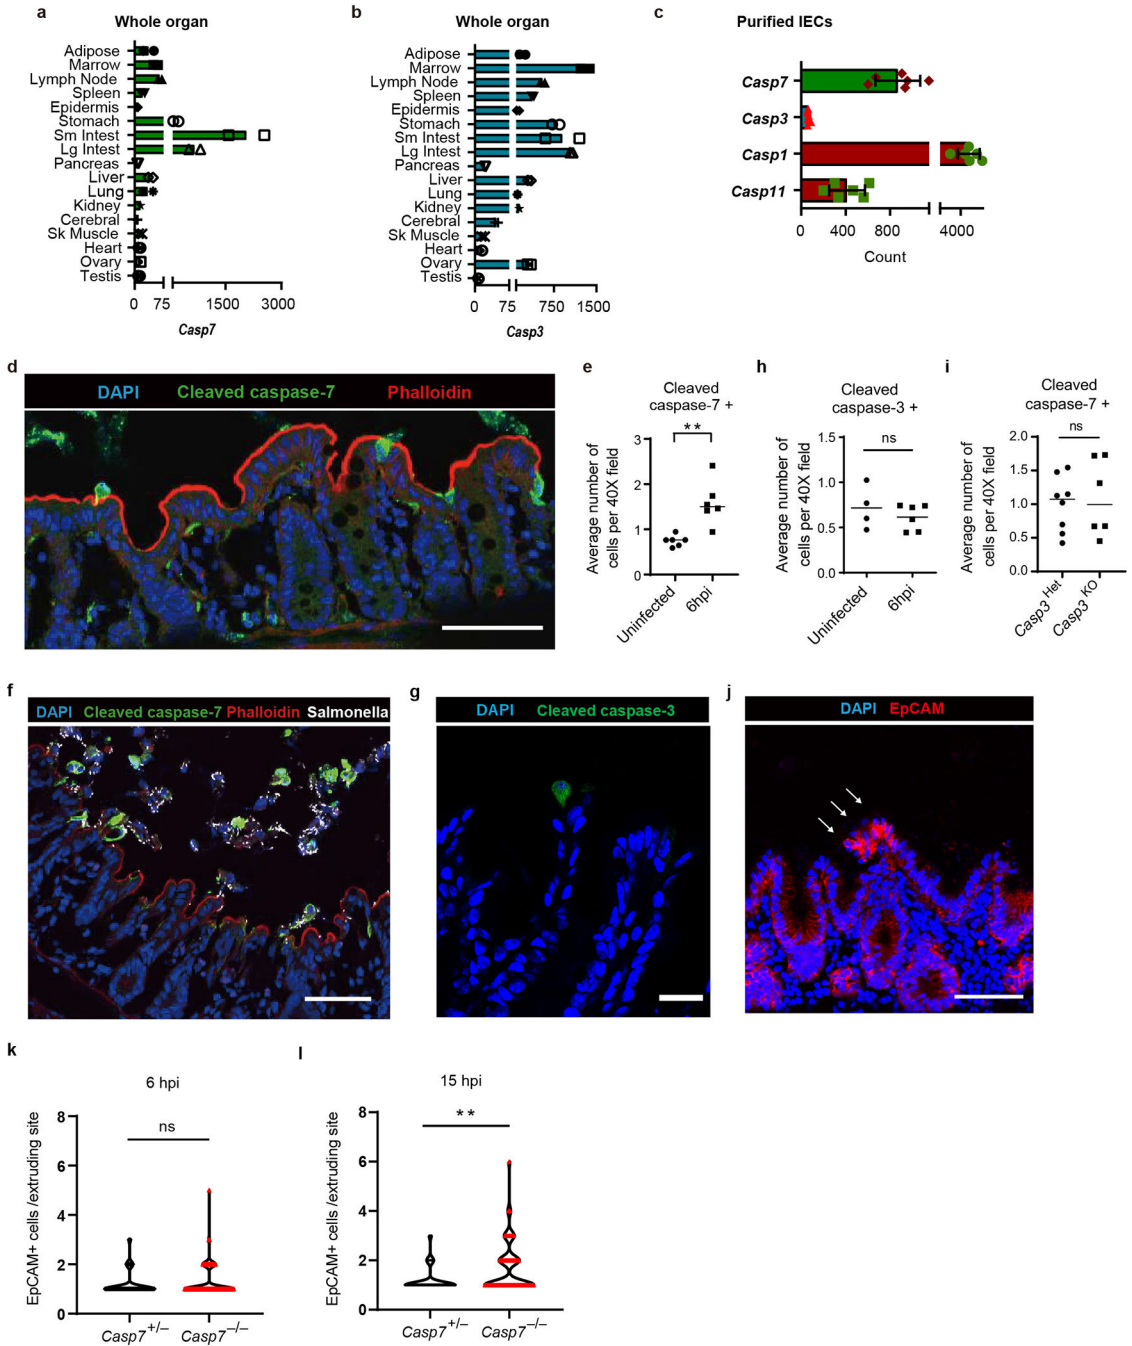 a
Whole organ
Adipose
Marrow
Lymph Node
Spleen
Epidermis
Stomach
Sm Intest
Lg Intest
Pancreas
Liver
Lung
Kidney
Cerebral
Sk Muscle
Heart
Ovary
Testis
0 75 1500 3000
Casp7
b
Whole organ
Adipose
Marrow
Lymph Node
Spleen
Epidermis
Stomach
Sm Intest
Lg Intest
Pancreas
Liver
Lung
Kidney
Cerebral
Sk Muscle
Heart
Ovary
Testis
0 75 750 1500
Casp3
c
Purified IECs
Casp7
Casp3
Casp1
Casp11
0 400 800 4000
Count
d
DAPI Cleaved caspase-7 Phalloidin
e
Cleaved
caspase-7 +
Average number of
cells per 40X field
3
2
1
0
**
Uninfected
6hpi
h
Cleaved
caspase-3 +
Average number of
cells per 40X field
1.5
1.0
0.5
0.0
ns
Uninfected
6hpi
i
Cleaved
caspase-7 +
Average number of
cells per 40X field
2.0
1.5
1.0
0.5
0.0
ns
Casp3 Het
Casp3 KO
f
DAPI Cleaved caspase-7 Phalloidin Salmonella
g
DAPI Cleaved caspase-3
j
DAPI EpCAM
k
6 hpi
EpCAM+ cells /extruding site
8
6
4
2
0
ns
Casp7+/–
Casp7–/–
l
15 hpi
EpCAM+ cells /extruding site
8
6
4
2
0
**
Casp7+/–
Casp7–/–